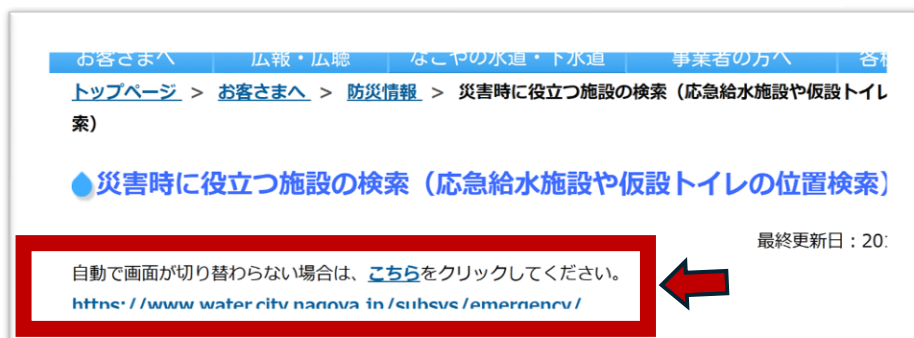 お客さまへ 広報・広聴 なごやの水道・下水道 事業者の方へ
トップページ > お客さまへ > 防災情報 > 災害時に役立つ施設の検索（応急給水施設や仮設トイレ
索）
災害時に役立つ施設の検索（応急給水施設や仮設トイレの位置検索）
最終更新日：20
自動で画面が切り替わらない場合は、こちらをクリックしてください。
https://www.water.city.nagoya.jp/subsys/emergency/